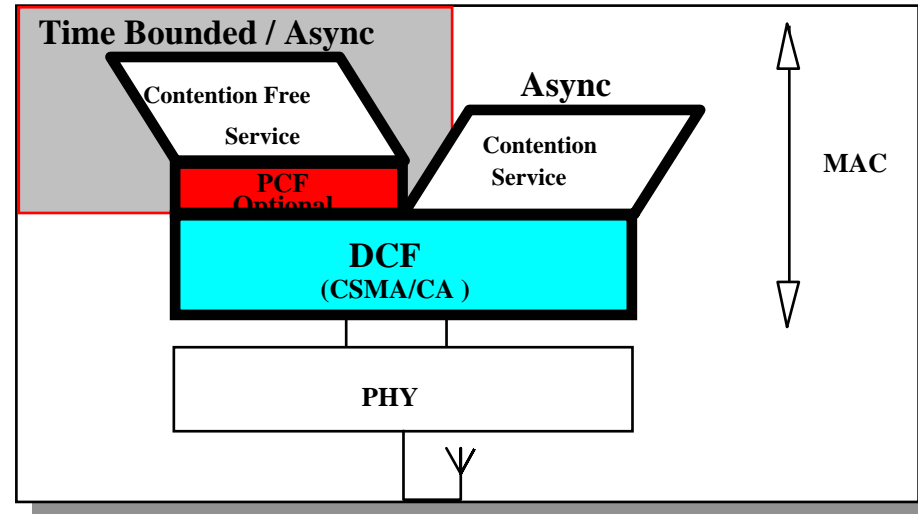 Time Bounded / Async
Contention Free
Service
Async
Contention
Service
MAC
PCF
Optional
DCF
(CSMA/CA )
PHY